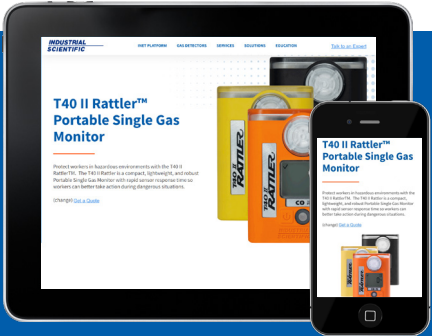 INDUSTRIAL
SCIENTIFIC
INET PLATFORM GAS DETECTORS SERVICES SOLUTIONS EDUCATION
Talk to an Expert
T40 II Rattler™
Portable Single Gas
Monitor
Protect workers in hazardous environments with the T40 II
Rattler™. The T40 II Rattler is a compact, lightweight, and robust
Portable Single Gas Monitor with rapid sensor response time so
workers can better take action during dangerous situations.
(change) Get a Quote
T40 II
RATTLER
T40 II
RATTLER
CO
T40 II Rattler™
Portable Single Gas
Monitor
Protect workers in hazardous environments with the
T40 II Rattler™. The T40 II Rattler is a compact,
lightweight, and robust Portable Single Gas Monitor
with rapid sensor response time so workers can
better take action during dangerous situations.
(change) Get a Quote